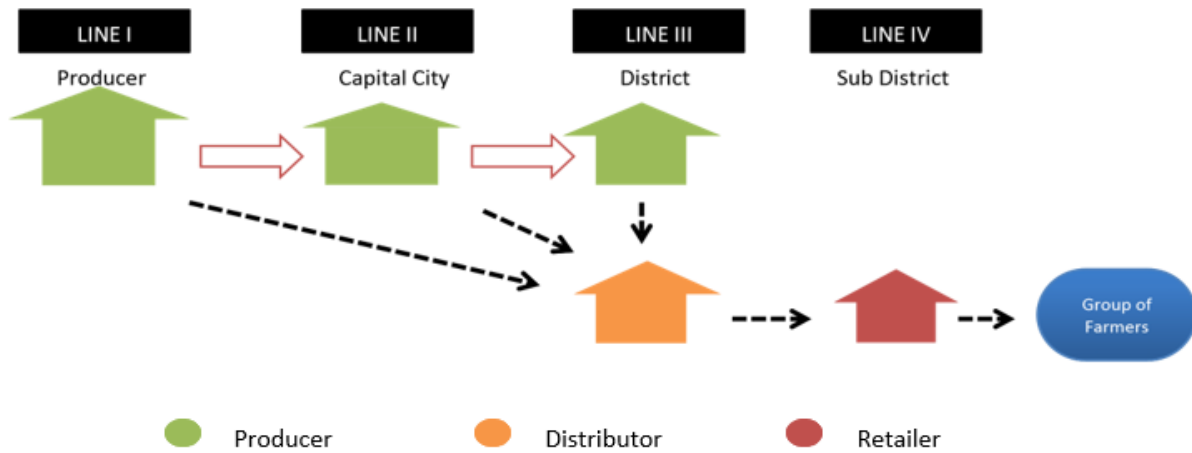 LINE I
LINE II
LINE III
LINE IV
Producer
Capital City
District
Sub District
Group of
Farmers
Producer
Distributor
Retailer